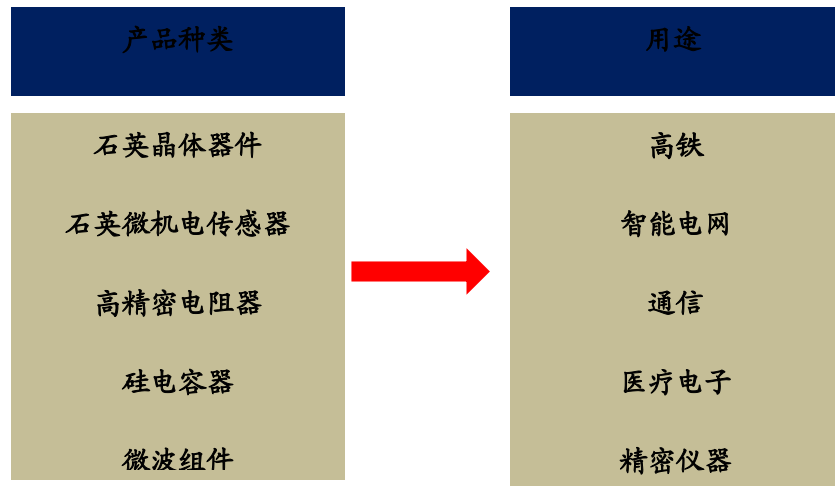 产品种类
用途
石英晶体器件
石英微机电传感器
高精密电阻器
硅电容器
微波组件
高铁
智能电网
通信
医疗电子
精密仪器